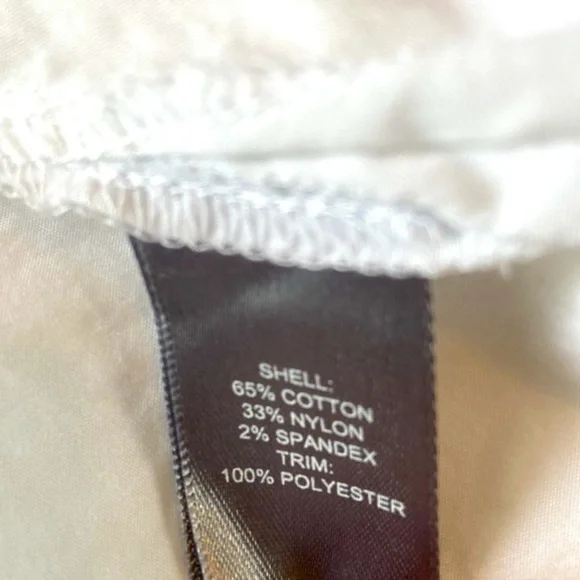 SHELL:
65% COTTON
33% NYLON
2% SPANDEX
TRIM:
100% POLYESTER